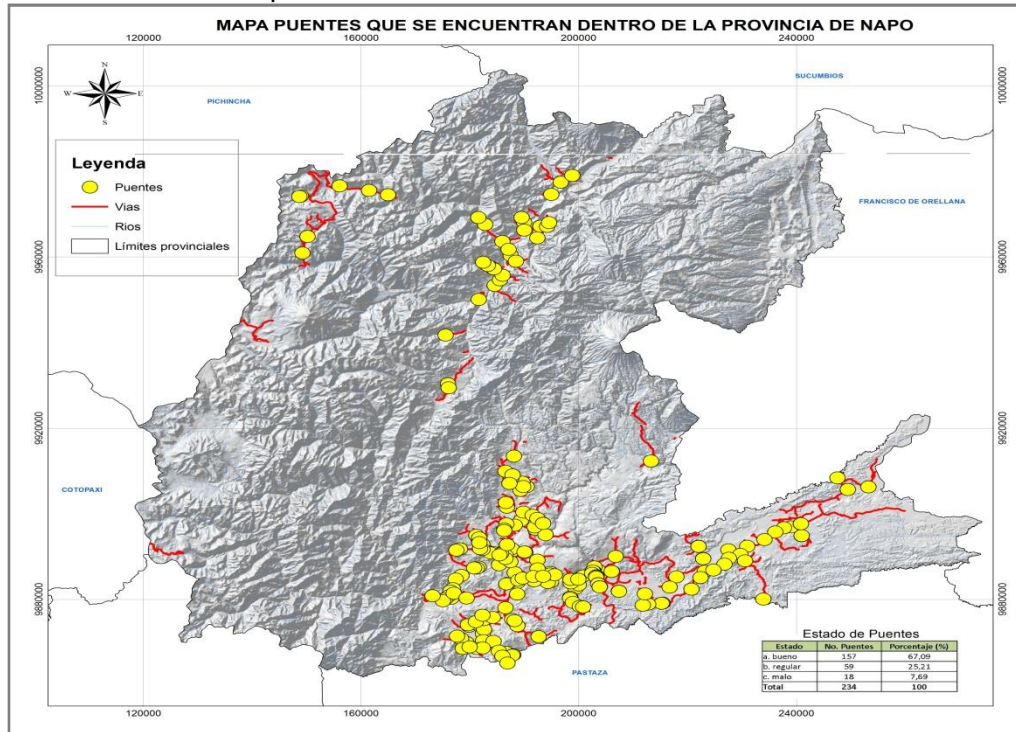 MAPA PUENTES QUE SE ENCUENTRAN DENTRO DE LA PROVINCIA DE NAPO
120000 160000 200000 240000
SUCUMBIOS
10000000 10000000
PICHINCHA
N
W E
S
Leyenda
Puentes
Vias
Rios
Límites provinciales
FRANCISCO DE ORELLANA
9960000 9960000
9920000 9920000
COTOPAXI
9880000 9880000
PASTAZA
Estado de Puentes
Estado No. Puentes Porcentaje (%)
a. bueno 157 67,09
b. regular 59 25,21
c. malo 18 7,69
Total 234 100
120000 160000 200000 240000